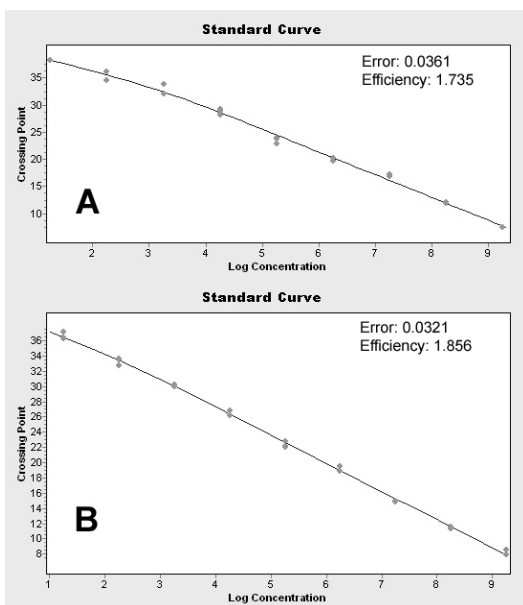 Standard Curve
Error: 0.0361
Efficiency: 1.735
Crossing Point
35
30
25
20
15
10
A
2 3 4 5 6 7 8 9
Log Concentration
Standard Curve
Error: 0.0321
Efficiency: 1.856
Crossing Point
36
34
32
30
28
26
24
22
20
18
16
14
12
10
8
B
1 2 3 4 5 6 7 8 9
Log Concentration